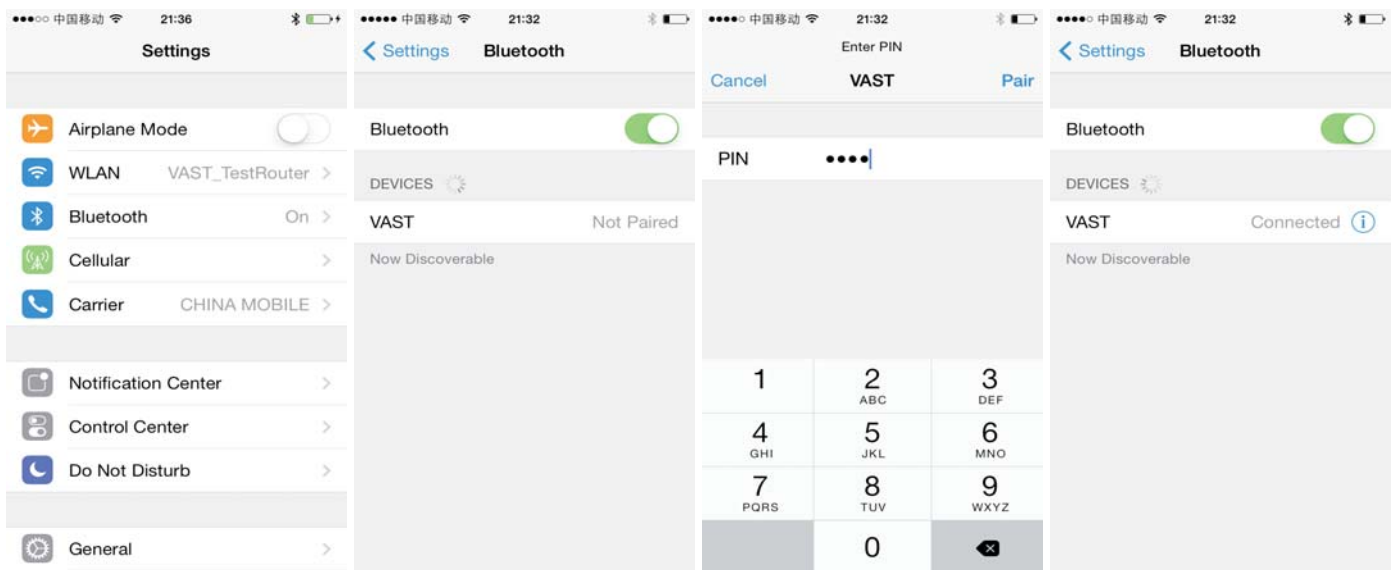 中国移动 21:36
Settings
Airplane Mode
WLAN VAST_TestRouter
Bluetooth On
Cellular
Carrier CHINA MOBILE
Notification Center
Control Center
Do Not Disturb
General
中国移动 21:32
Settings Bluetooth
Bluetooth
DEVICES
VAST Not Paired
Now Discoverable
中国移动 21:32
Enter PIN
Cancel VAST Pair
PIN ••••
1 2 3
ABC DEF
4 5 6
GHI JKL MNO
7 8 9
PQRS TUV WXYZ
0
中国移动 21:32
Settings Bluetooth
Bluetooth
DEVICES
VAST Connected
Now Discoverable